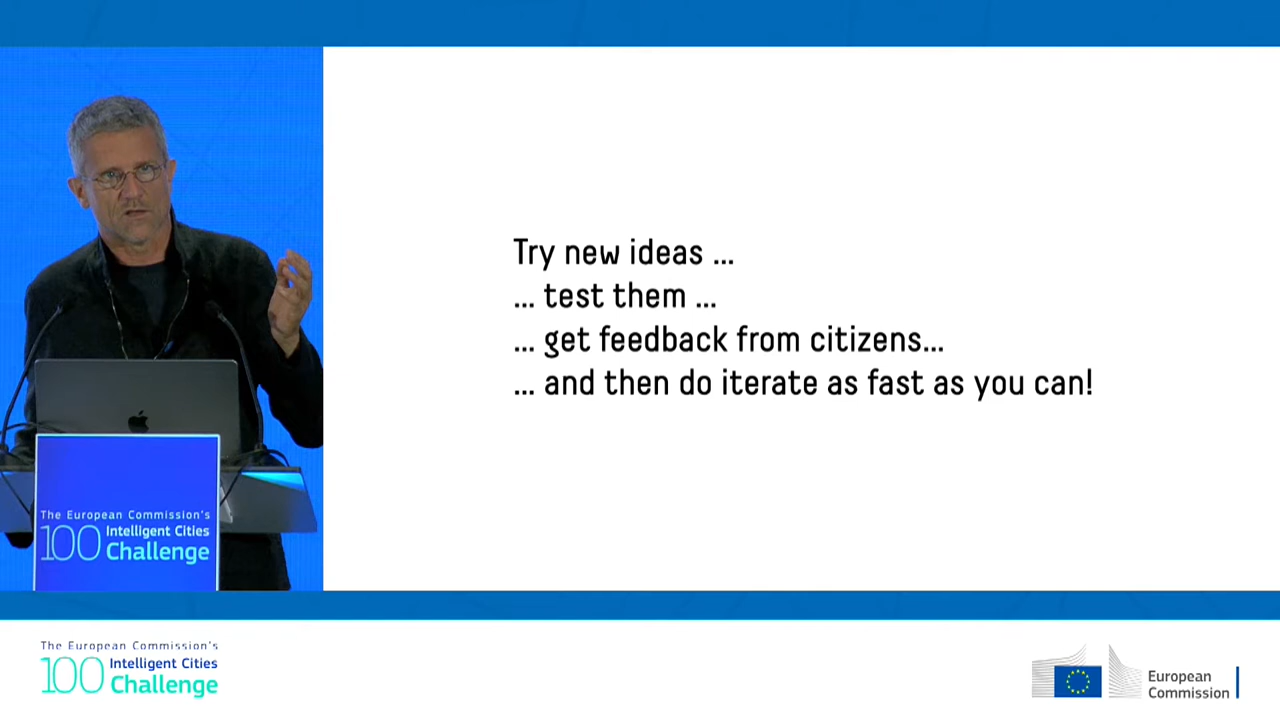 Try new ideas ...
... test them ...
... get feedback from citizens...
... and then do iterate as fast as you can!
The European Commission's
100 Intelligent Cities
Challenge
The European Commission's
100 Intelligent Cities
Challenge
European
Commission